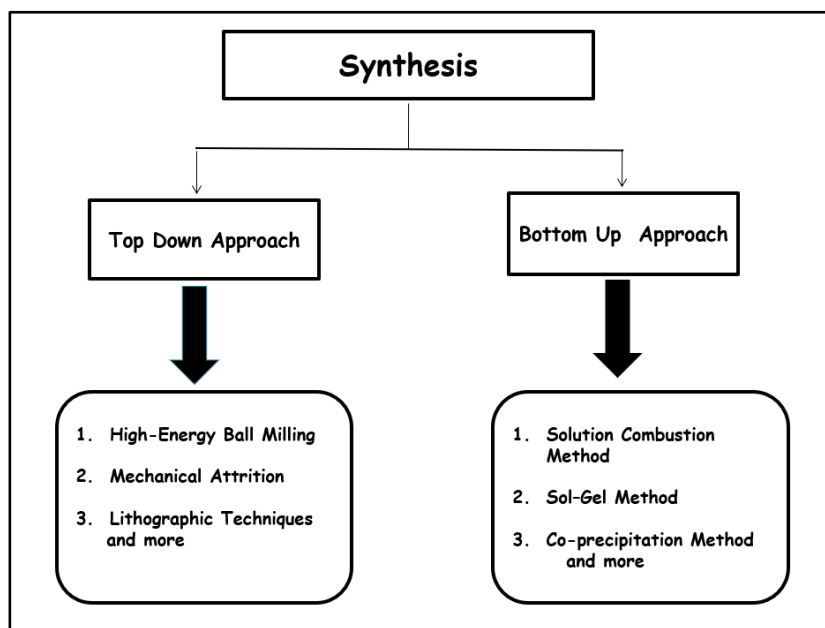 Synthesis
Top Down Approach
Bottom Up Approach
1. High-Energy Ball Milling
2. Mechanical Attrition
3. Lithographic Techniques
and more
1. Solution Combustion
Method
2. Sol-Gel Method
3. Co-precipitation Method
and more